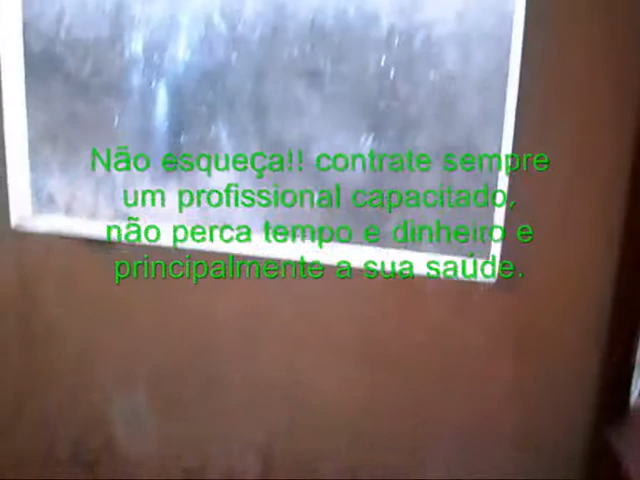 Não esqueça!! contrate sempre
um profissional capacitado,
não perca tempo e dinheiro e
principalmente a sua saúde.